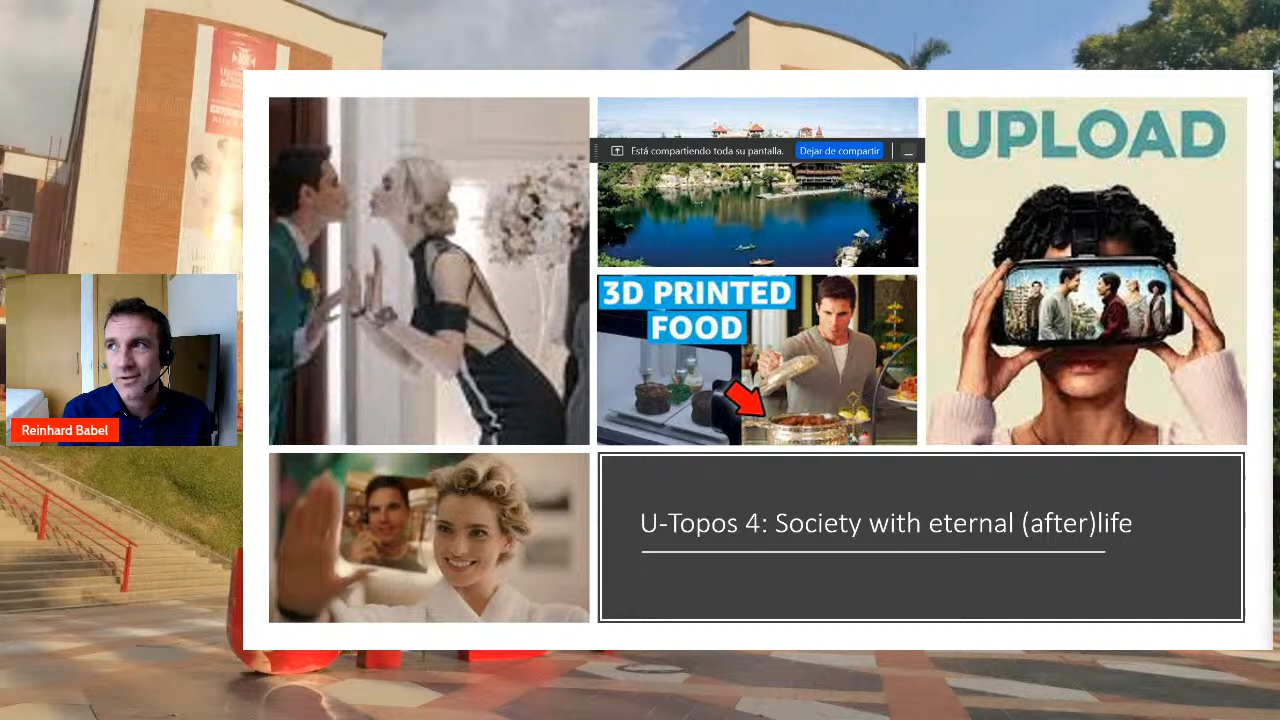 Está compartiendo toda su pantalla. Dejar de compartir
UPLOAD
3D PRINTED
FOOD
Reinhard Babel
U-Topos 4: Society with eternal (after)life